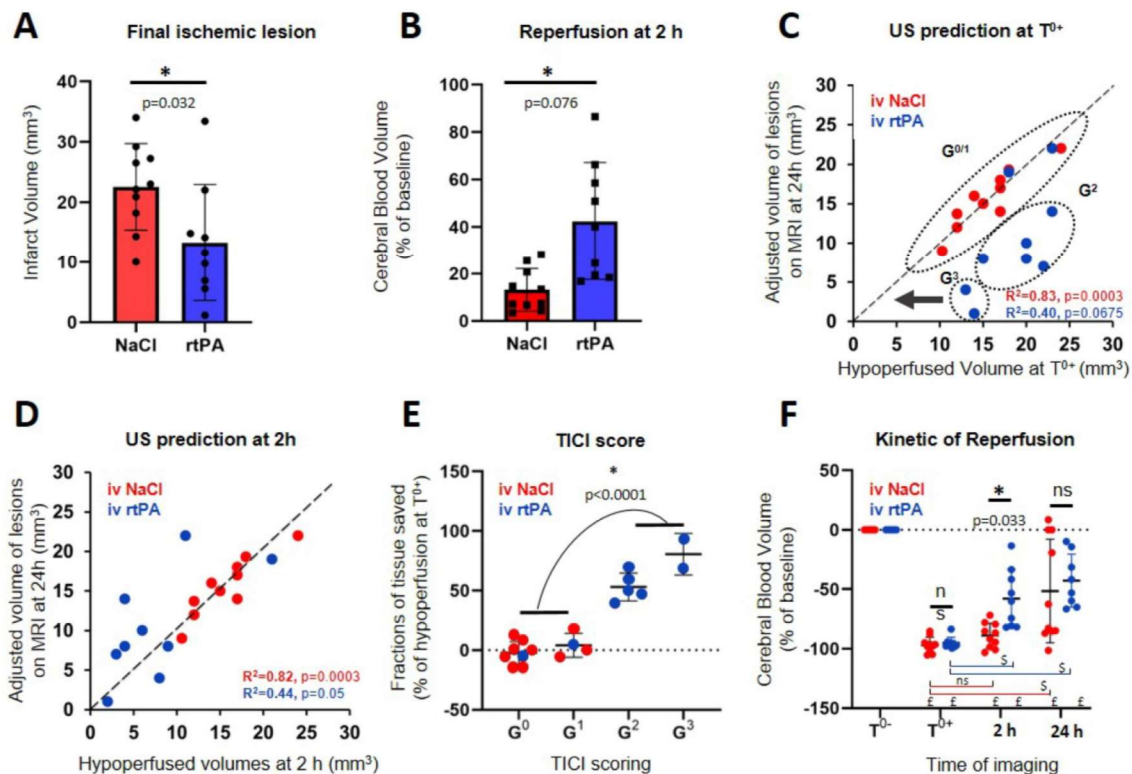 A
Final ischemic lesion
*
p=0.032
Infarct Volume (mm³)
40
30
20
10
0
NaCl rtPA
B
Reperfusion at 2 h
*
p=0.076
Cerebral Blood Volume
(% of baseline)
100
80
60
40
20
0
NaCl rtPA
C
US prediction at T⁰⁺
iv NaCl
iv rtPA
Adjusted volume of lesions
on MRI at 24h (mm³)
30
25
20
15
10
5
0
G⁰/¹
G²
G³
R²=0.83, p=0.0003
R²=0.40, p=0.0675
0 5 10 15 20 25 30
Hypoperfused Volume at T⁰⁺ (mm³)
D
US prediction at 2h
iv NaCl
iv rtPA
Adjusted volume of lesions
on MRI at 24h (mm³)
30
25
20
15
10
5
0
R²=0.82, p=0.0003
R²=0.44, p=0.05
0 5 10 15 20 25 30
Hypoperfused volumes at 2 h (mm³)
E
TICI score
iv NaCl
iv rtPA
*
p<0.0001
Fractions of tissue saved
(% of hypoperfusion at T⁰⁺)
150
100
50
0
-50
G⁰ G¹ G² G³
TICI scoring
F
Kinetic of Reperfusion
iv NaCl
iv rtPA
*
p=0.033
ns
n
s
Cerebral Blood Volume
(% of baseline)
50
0
-50
-100
-150
$
ns $
£ £ £ £ £ £
T⁰⁻ T⁰⁺ 2 h 24 h
Time of imaging